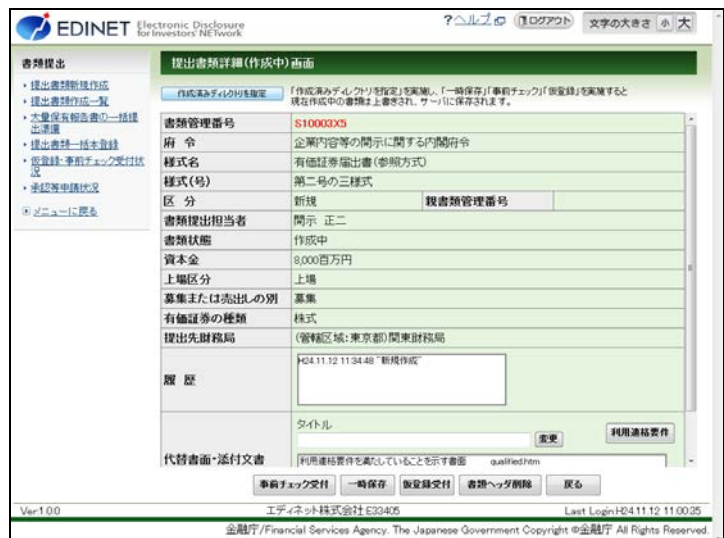 EDINET Electronic Disclosure for Investors' NETwork
?ヘルプ ログアウト 文字の大きさ 小 大
書類提出
提出書類新規作成
提出書類作成一覧
大量保有報告書の一括提出準備
提出書類一括本登録
仮登録・事前チェック受付状況
承認等申請状況
メニューに戻る
提出書類詳細(作成中)画面
作成済みディレクトリを指定
「作成済みディレクトリを指定」を実施し、「一時保存」「事前チェック」「仮登録」を実施すると
現在作成中の書類は上書きされ、サーバに保存されます。
書類管理番号 S10003X5
府 令 企業内容等の開示に関する内閣府令
様式名 有価証券届出書(参照方式)
様式(号) 第二号の三様式
区 分 新規 親書類管理番号
書類提出担当者 開示 正二
書類状態 作成中
資本金 8,000百万円
上場区分 上場
募集または売出しの別 募集
有価証券の種類 株式
提出先財務局 (管轄区域:東京都)関東財務局
履 歴 H24.11.12 11:34:48 "新規作成"
タイトル
変更 利用適格要件
代替書面・添付文書 利用適格要件を満たしていることを示す書面 qualified.htm
事前チェック受付 一時保存 仮登録受付 書類ヘッダ削除 戻る
Ver.1.0.0 エディネット株式会社:E33405 Last Login:H24.11.12 11:00:35
金融庁/Financial Services Agency. The Japanese Government Copyright ©金融庁 All Rights Reserved.